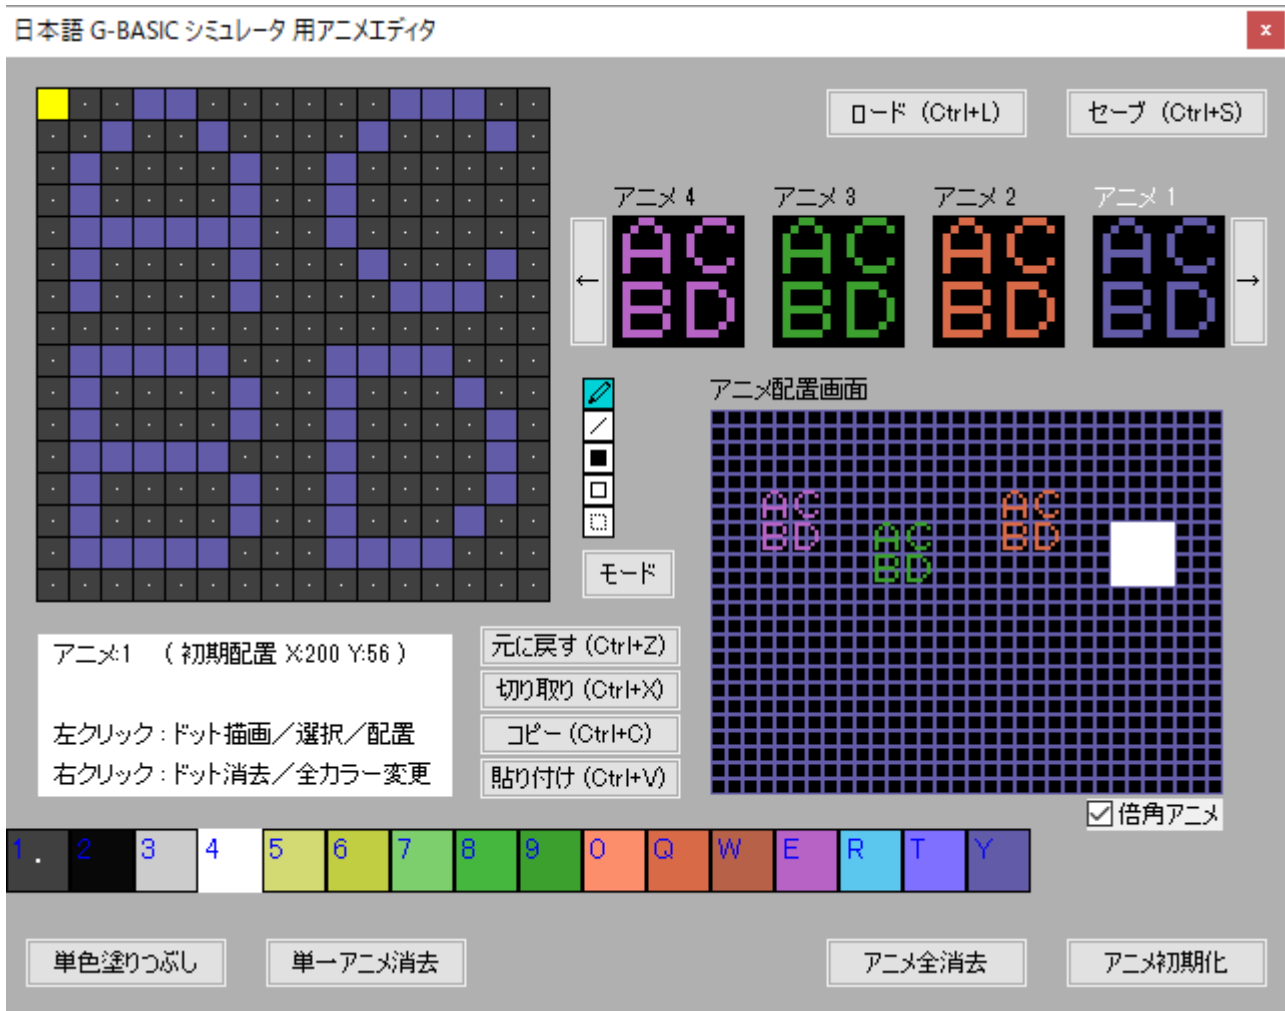 日本語 G-BASIC シミュレータ 用アニメエディタ
x
ロード (Ctrl+L)
セーブ (Ctrl+S)
アニメ 4
アニメ 3
アニメ 2
アニメ 1
AC
BD
AC
BD
AC
BD
AC
BD
AC
BD
←
→
アニメ配置画面
AC
BD
AC
BD
AC
BD
モード
アニメ:1 ( 初期配置 X:200 Y:56 )
左クリック : ドット描画／選択／配置
右クリック : ドット消去／全カラー変更
元に戻す (Ctrl+Z)
切り取り (Ctrl+X)
コピー (Ctrl+C)
貼り付け (Ctrl+V)
倍角アニメ
1 . 2 3 4 5 6 7 8 9 0 Q W E R T Y
単色塗りつぶし
単一アニメ消去
アニメ全消去
アニメ初期化